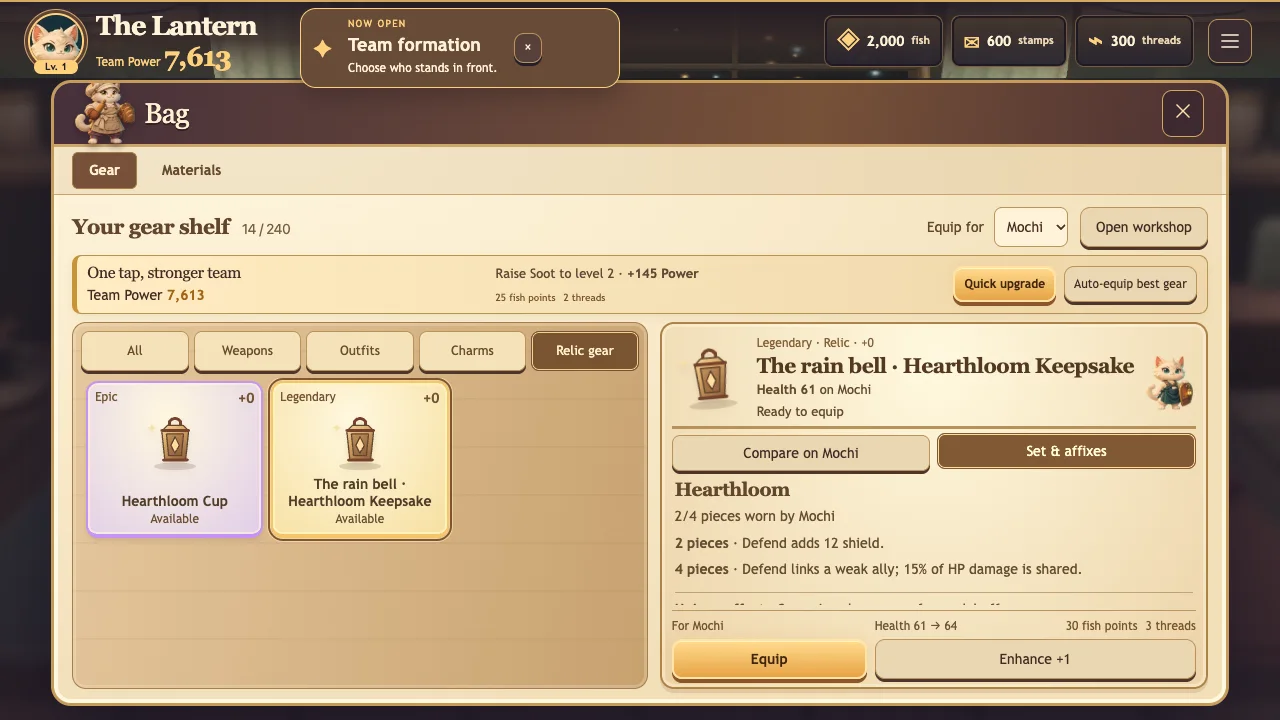 The Lantern
Lv. 1
Team Power 7,613
NOW OPEN
Team formation
Choose who stands in front.
×
2,000 fish
600 stamps
300 threads
Bag
Gear
Materials
Your gear shelf 14 / 240
Equip for
Mochi
Open workshop
One tap, stronger team
Team Power 7,613
Raise Soot to level 2 · +145 Power
25 fish points 2 threads
Quick upgrade
Auto-equip best gear
All
Weapons
Outfits
Charms
Relic gear
Epic +0
Hearthloom Cup
Available
Legendary +0
The rain bell ·
Hearthloom Keepsake
Available
Legendary · Relic · +0
The rain bell · Hearthloom Keepsake
Health 61 on Mochi
Ready to equip
Compare on Mochi
Set & affixes
Hearthloom
2/4 pieces worn by Mochi
2 pieces · Defend adds 12 shield.
4 pieces · Defend links a weak ally; 15% of HP damage is shared.
For Mochi
Health 61 → 64
30 fish points 3 threads
Equip
Enhance +1